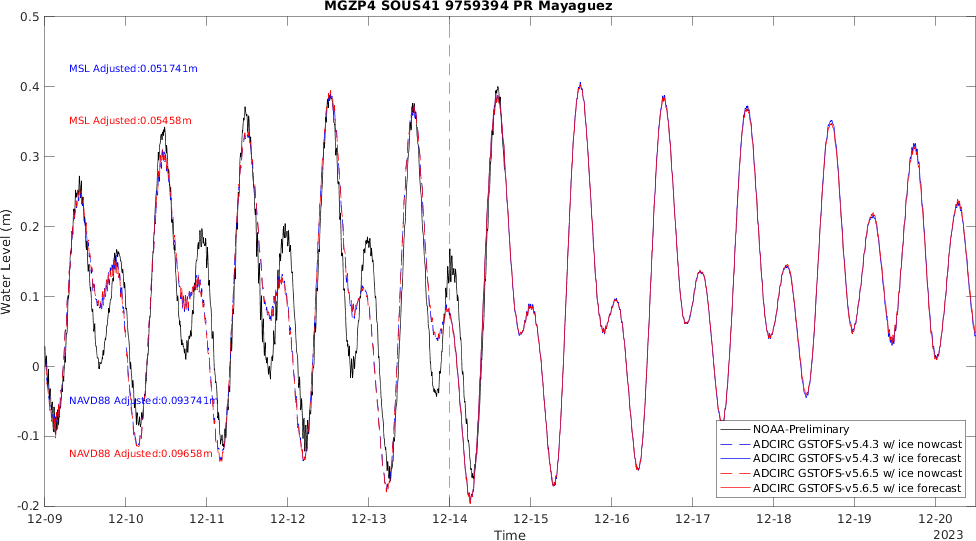 MGZP4 SOUS41 9759394 PR Mayaguez
0.5
0.4
0.3
0.2
0.1
0
-0.1
-0.2
Water Level (m)
MSL Adjusted:0.051741m
MSL Adjusted:0.05458m
NAVD88 Adjusted:0.093741m
NAVD88 Adjusted:0.09658m
NOAA-Preliminary
ADCIRC GSTOFS-v5.4.3 w/ ice nowcast
ADCIRC GSTOFS-v5.4.3 w/ ice forecast
ADCIRC GSTOFS-v5.6.5 w/ ice nowcast
ADCIRC GSTOFS-v5.6.5 w/ ice forecast
12-09 12-10 12-11 12-12 12-13 12-14 12-15 12-16 12-17 12-18 12-19 12-20
2023
Time